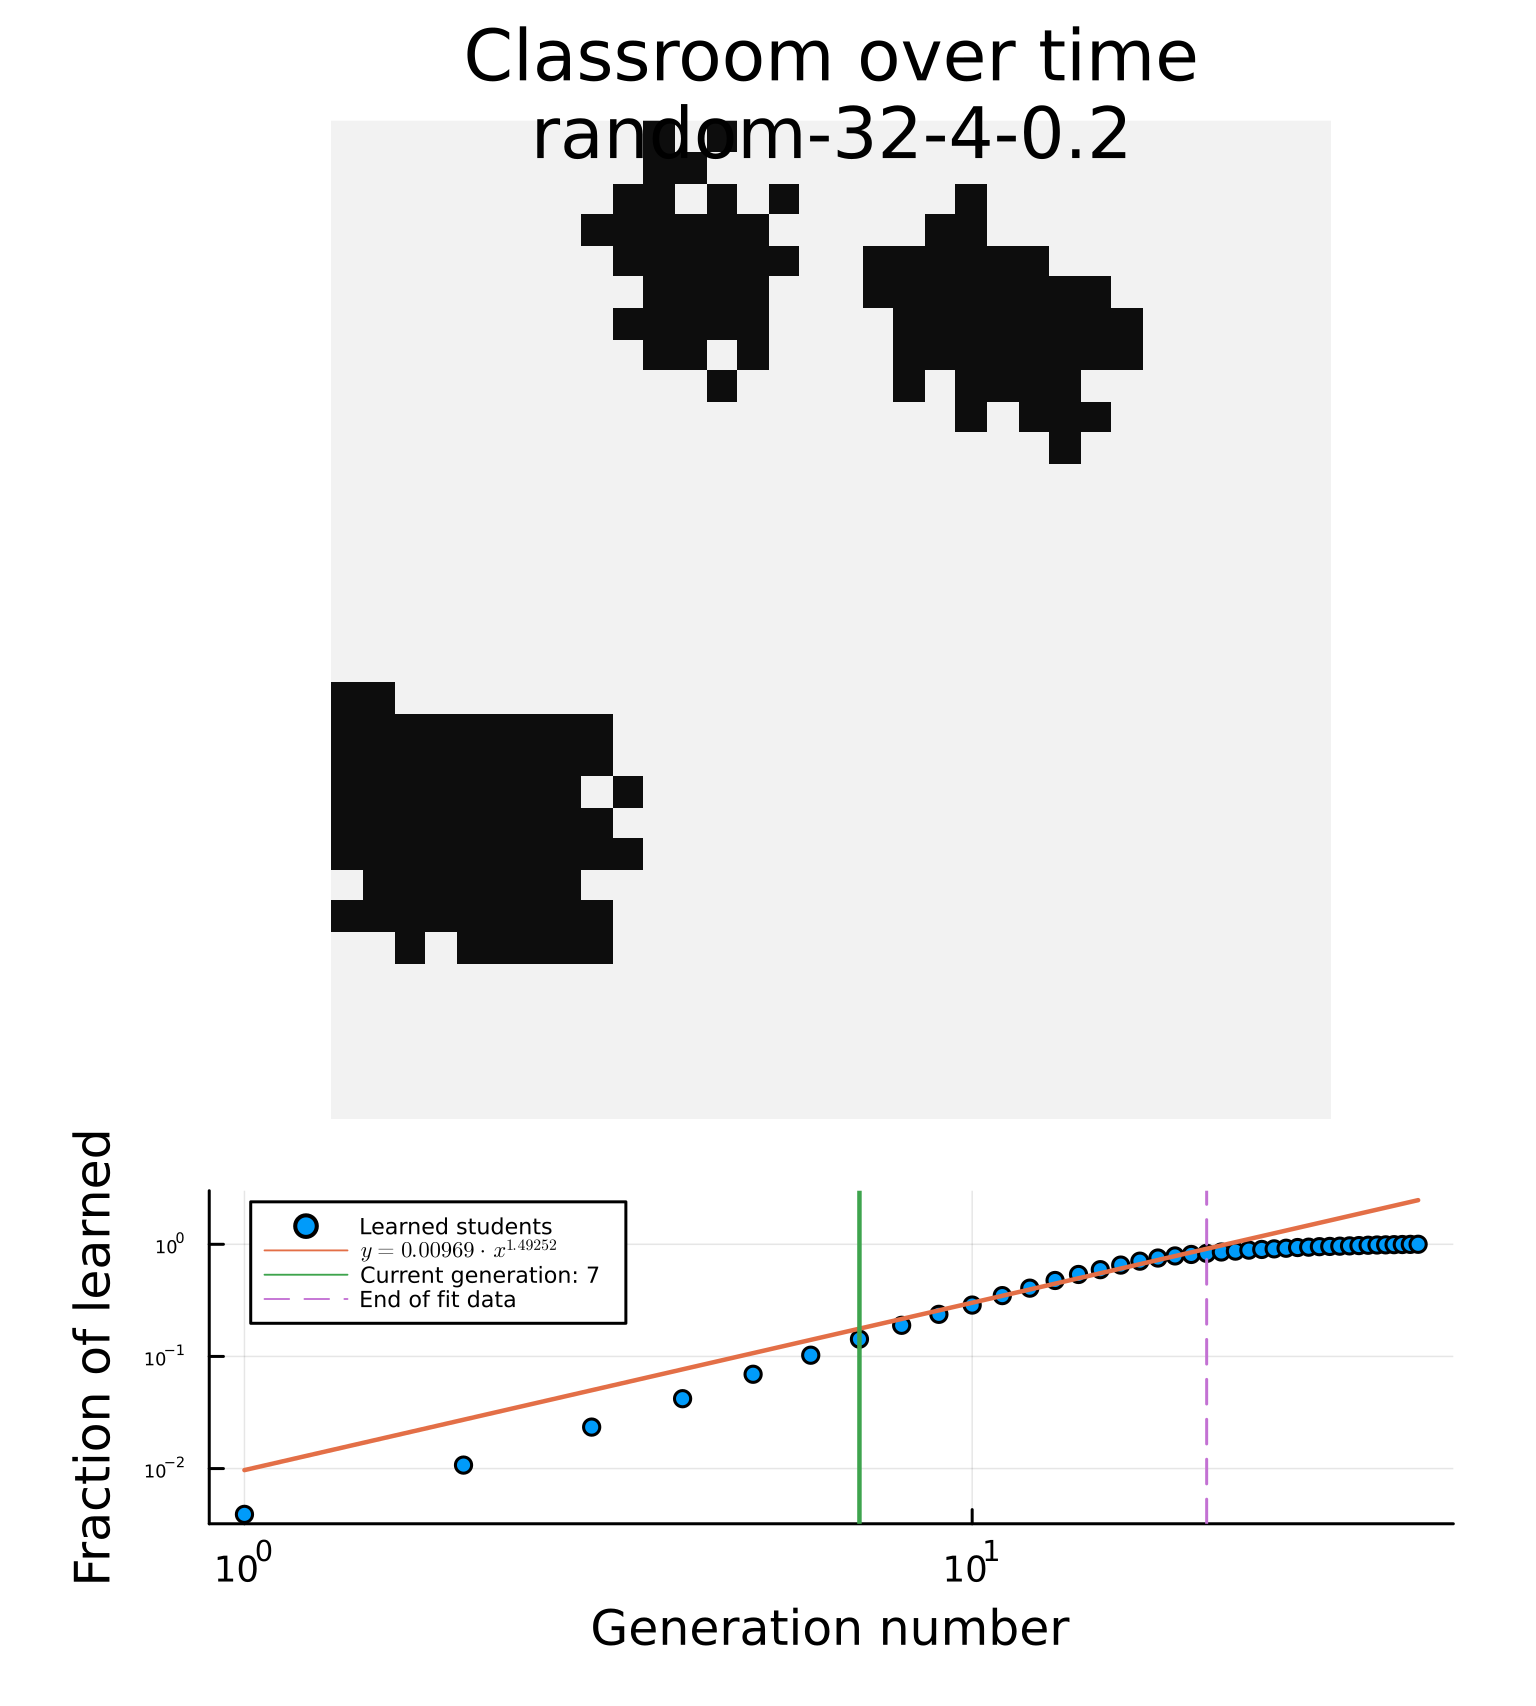 Classroom over time
random-32-4-0.2
Fraction of learned
Learned students
y = 0.00969 · x^1.49252
Current generation: 7
End of fit data
10^0
10^-1
10^-2
10^0
10^1
Generation number